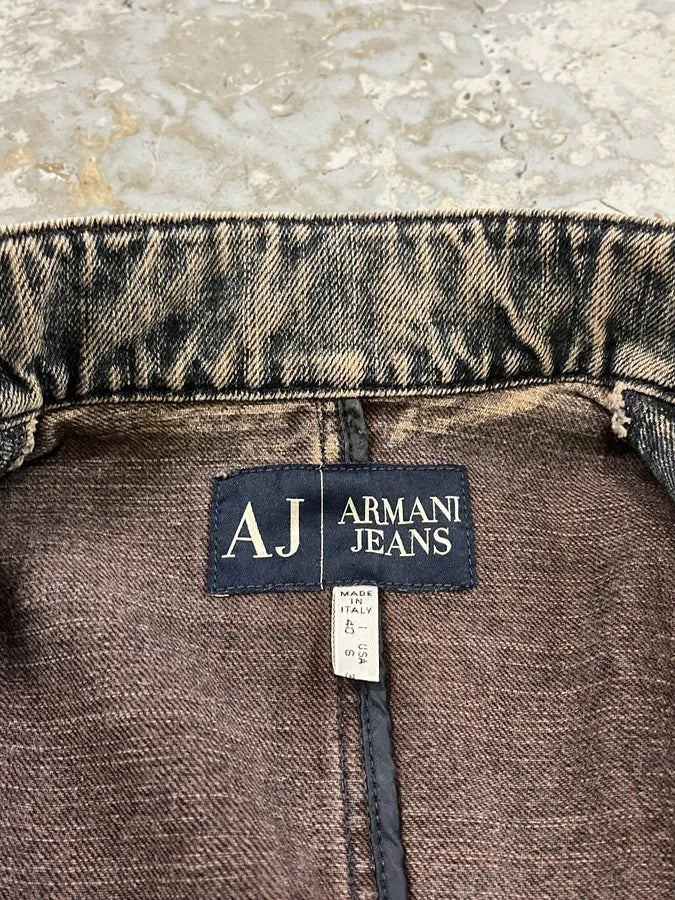 AJ
ARMANI
JEANS
MADE
IN
ITALY
I USA
40 S